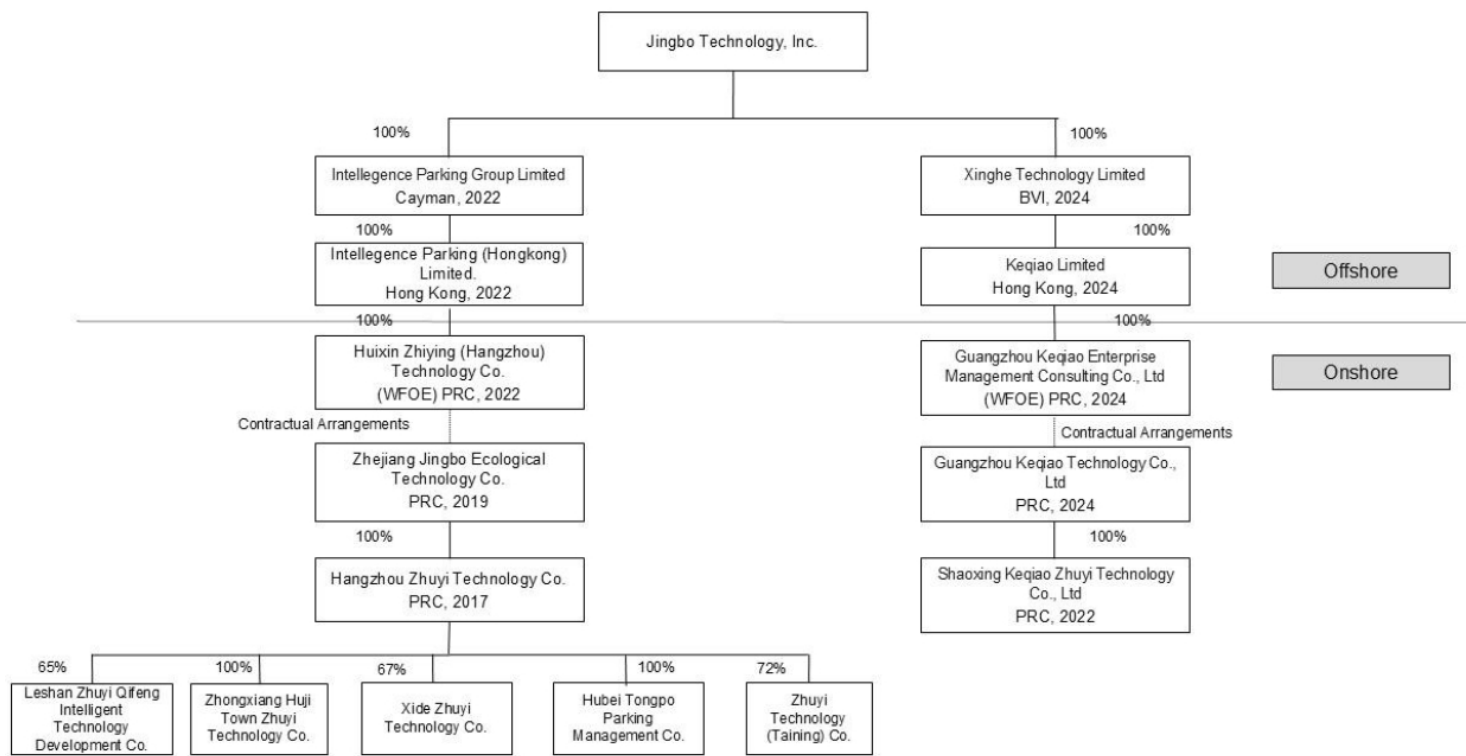 Jingbo Technology, Inc.
100%
100%
Intellegence Parking Group Limited
Cayman, 2022
Xinghe Technology Limited
BVI, 2024
100%
100%
Intellegence Parking (Hongkong)
Limited.
Hong Kong, 2022
Keqiao Limited
Hong Kong, 2024
Offshore
100%
100%
Huixin Zhiying (Hangzhou)
Technology Co.
(WFOE) PRC, 2022
Guangzhou Keqiao Enterprise
Management Consulting Co., Ltd
(WFOE) PRC, 2024
Onshore
Contractual Arrangements
Contractual Arrangements
Zhejiang Jingbo Ecological
Technology Co.
PRC, 2019
Guangzhou Keqiao Technology Co.,
Ltd
PRC, 2024
100%
100%
Hangzhou Zhuyi Technology Co.
PRC, 2017
Shaoxing Keqiao Zhuyi Technology
Co., Ltd
PRC, 2022
65%
100%
67%
100%
72%
Leshan Zhuyi Qifeng
Intelligent
Technology
Development Co.
Zhongxiang Huji
Town Zhuyi
Technology Co.
Xide Zhuyi
Technology Co.
Hubei Tongpo
Parking
Management Co.
Zhuyi
Technology
(Taining) Co.